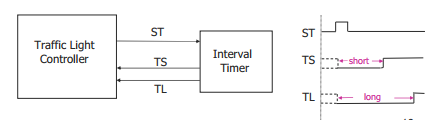 Traffic Light
Controller
ST
TS
TL
Interval
Timer
ST
TS
short
TL
long